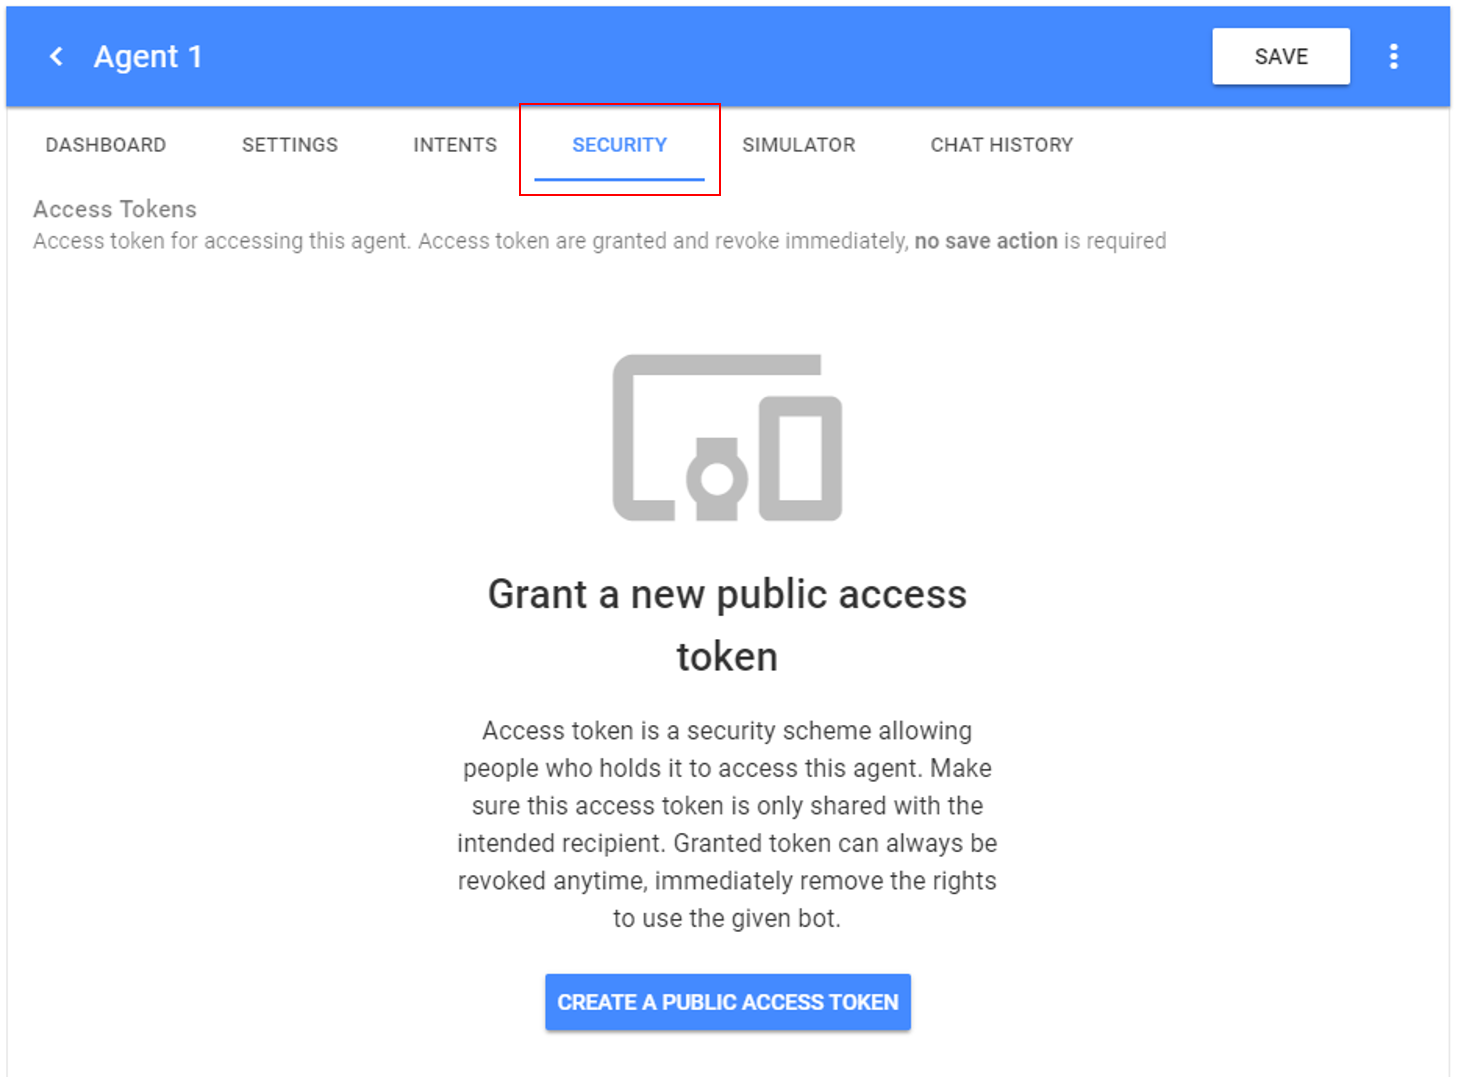 Agent 1
SAVE
DASHBOARD SETTINGS INTENTS SECURITY SIMULATOR CHAT HISTORY
Access Tokens
Access token for accessing this agent. Access token are granted and revoke immediately, no save action is required
Grant a new public access
token
Access token is a security scheme allowing
people who holds it to access this agent. Make
sure this access token is only shared with the
intended recipient. Granted token can always be
revoked anytime, immediately remove the rights
to use the given bot.
CREATE A PUBLIC ACCESS TOKEN